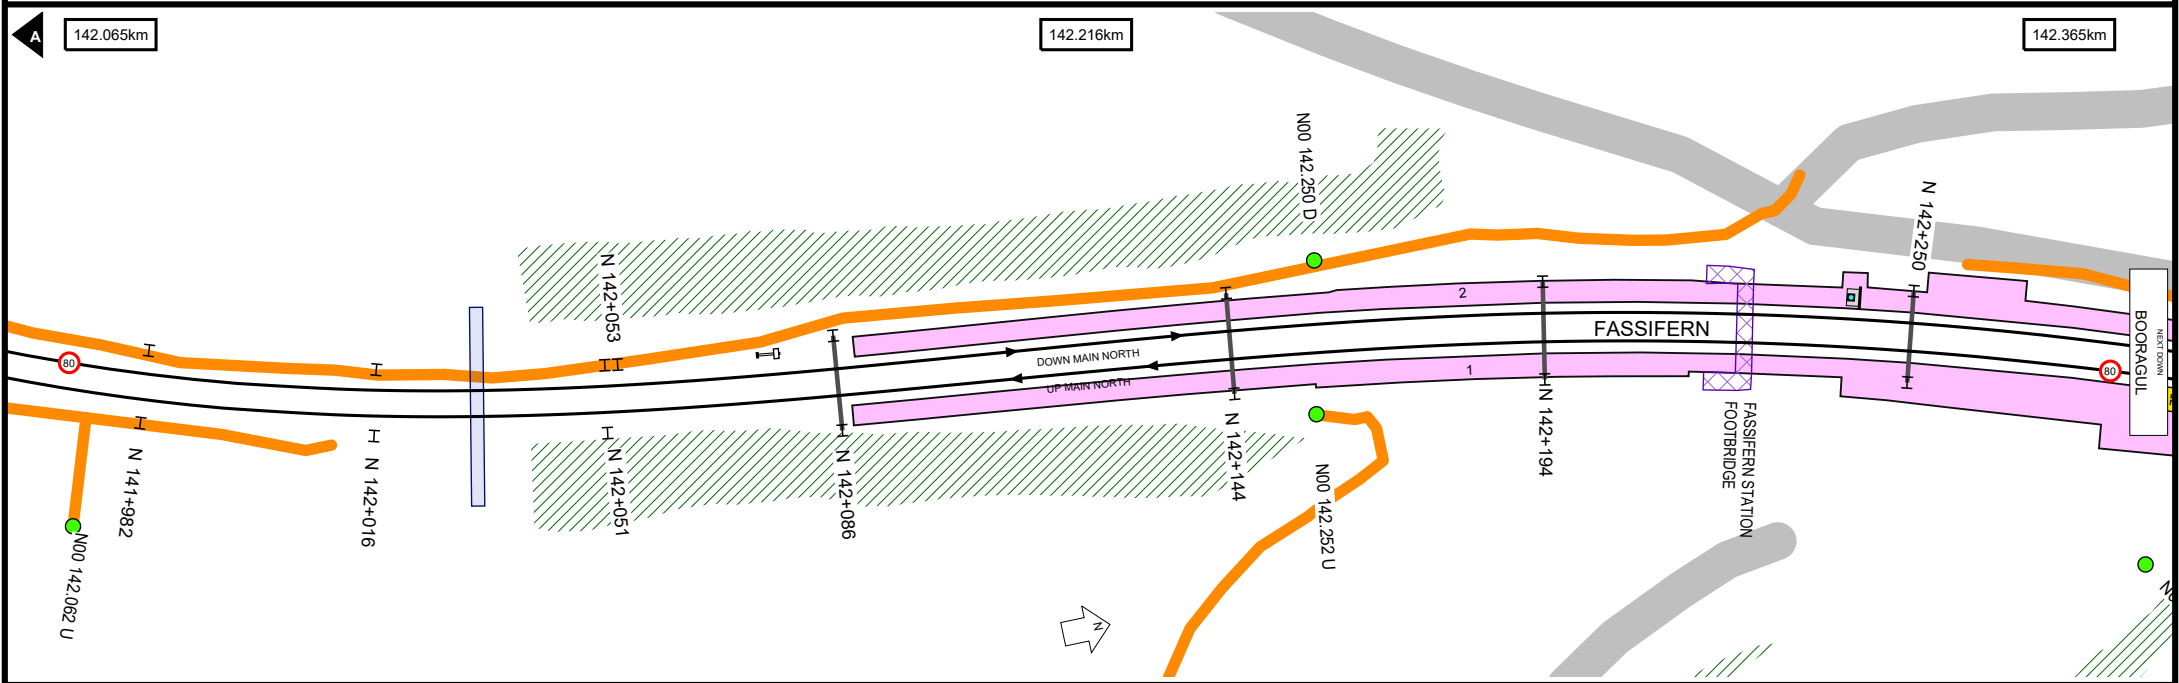 A
142.065km
142.216km
142.365km
N00 142.250 D
N 142+250
N 142+053
2
FASSIFERN
DOWN MAIN NORTH
UP MAIN NORTH
1
80
80
BOORAGUL
NEXT DOWN
N 141+982
N 142+016
N 142+051
N 142+086
N 142+144
N 142+194
FASSIFERN STATION
FOOTBRIDGE
N00 142.062 U
N00 142.252 U
N